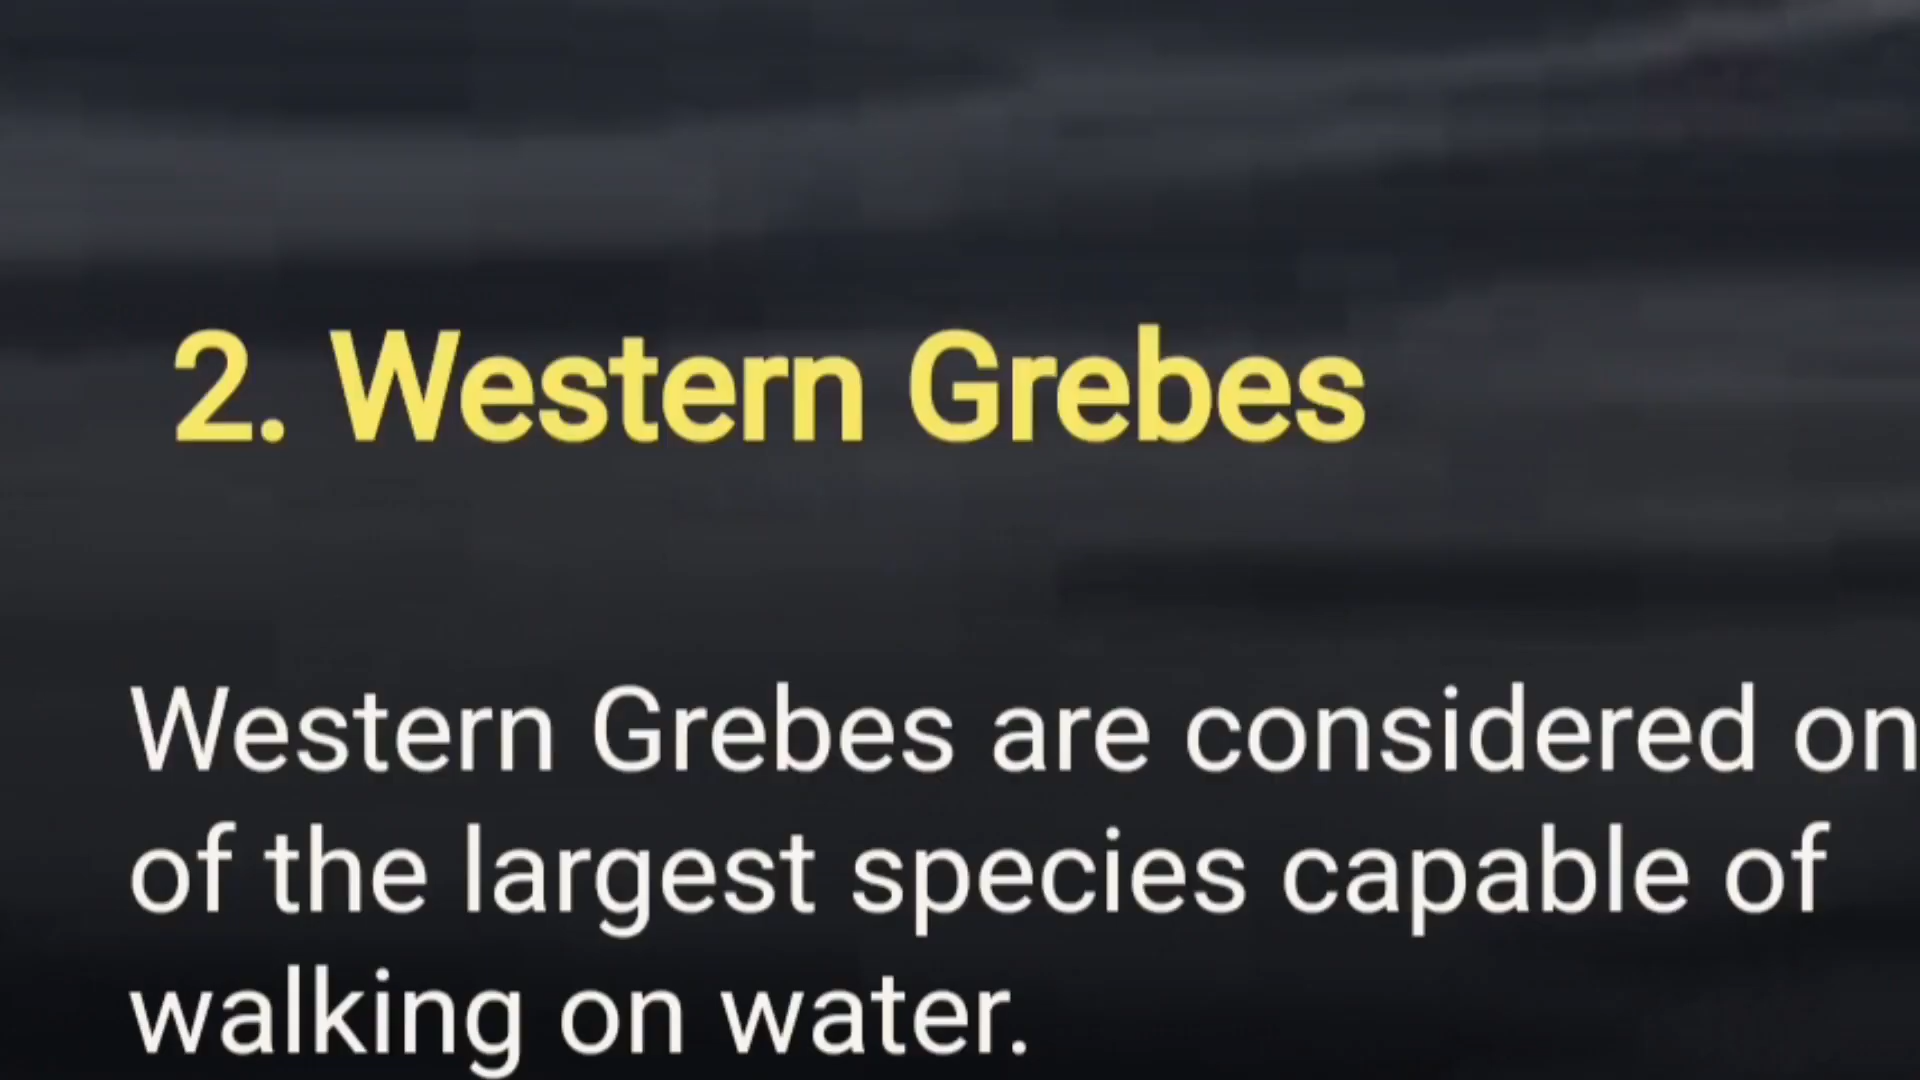 2. Western Grebes
Western Grebes are considered on
of the largest species capable of
walking on water.